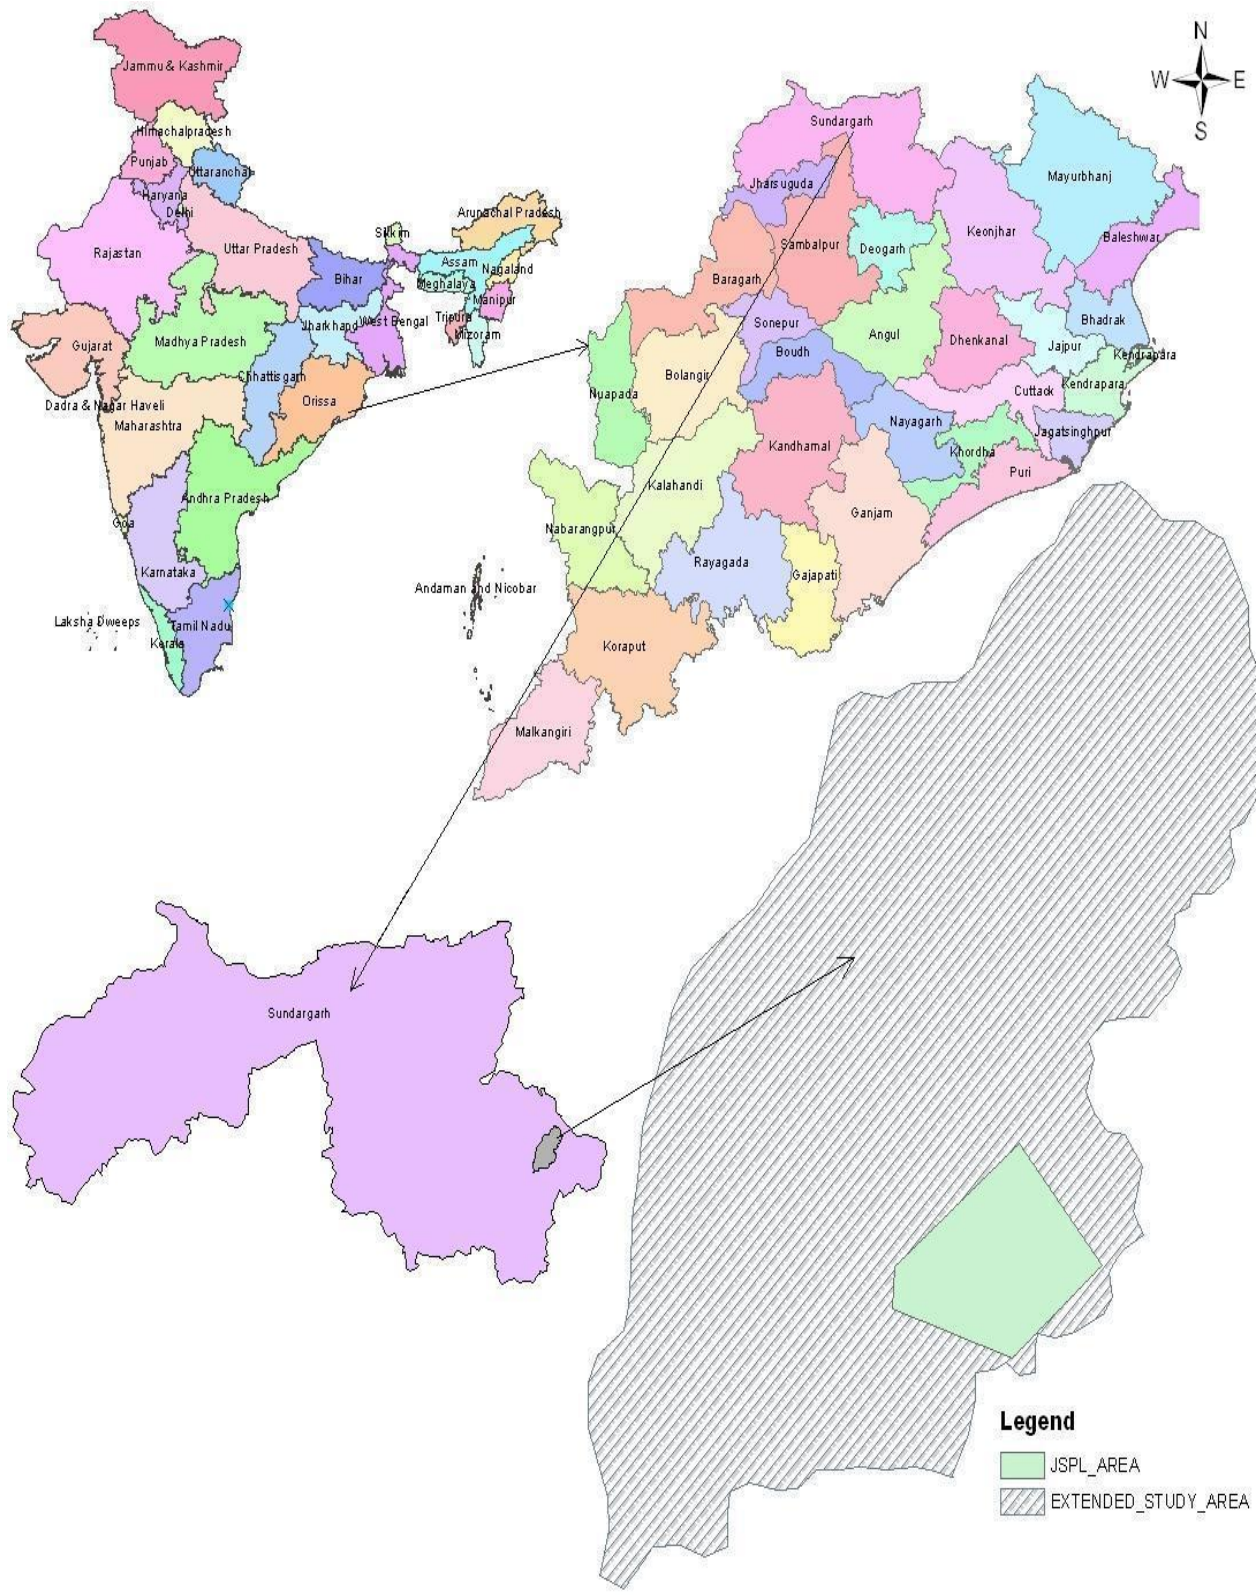 Jammu & Kashmir
Himachalpradesh
Punjab
Uttaranchal
Haryana
Delhi
Rajastan
Uttar Pradesh
Sikkim
Arunachal Pradesh
Assam
Nagaland
Meghalaya
Manipur
Tripura
Mizoram
Bihar
Jharkhand
West Bengal
Gujarat
Madhya Pradesh
Chhattisgarh
Orissa
Dadra & Nagar Haveli
Maharashtra
Andhra Pradesh
Goa
Karnataka
Laksha Dweeps
Tamil Nadu
Kerala
Andaman and Nicobar
N
W
E
S
Sundargarh
Jharsuguda
Mayurbhanj
Sambalpur
Deogarh
Keonjhar
Baleshwar
Baragarh
Sonepur
Angul
Dhenkanal
Bhadrak
Jajpur
Kendrapara
Boudh
Bolangir
Nuapada
Kendrapara
Cuttack
Nayagarh
Jagatsinghpur
Khordha
Kandhamal
Puri
Kalahandi
Ganjam
Nabarangpur
Rayagada
Gajapati
Koraput
Malkangiri
Sundargarh
Legend
JSPL_AREA
EXTENDED_STUDY_AREA